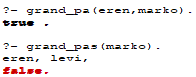 ?- grand_pa(eren,marko).
true .
?- grand_pas(marko).
eren, levi,
false.